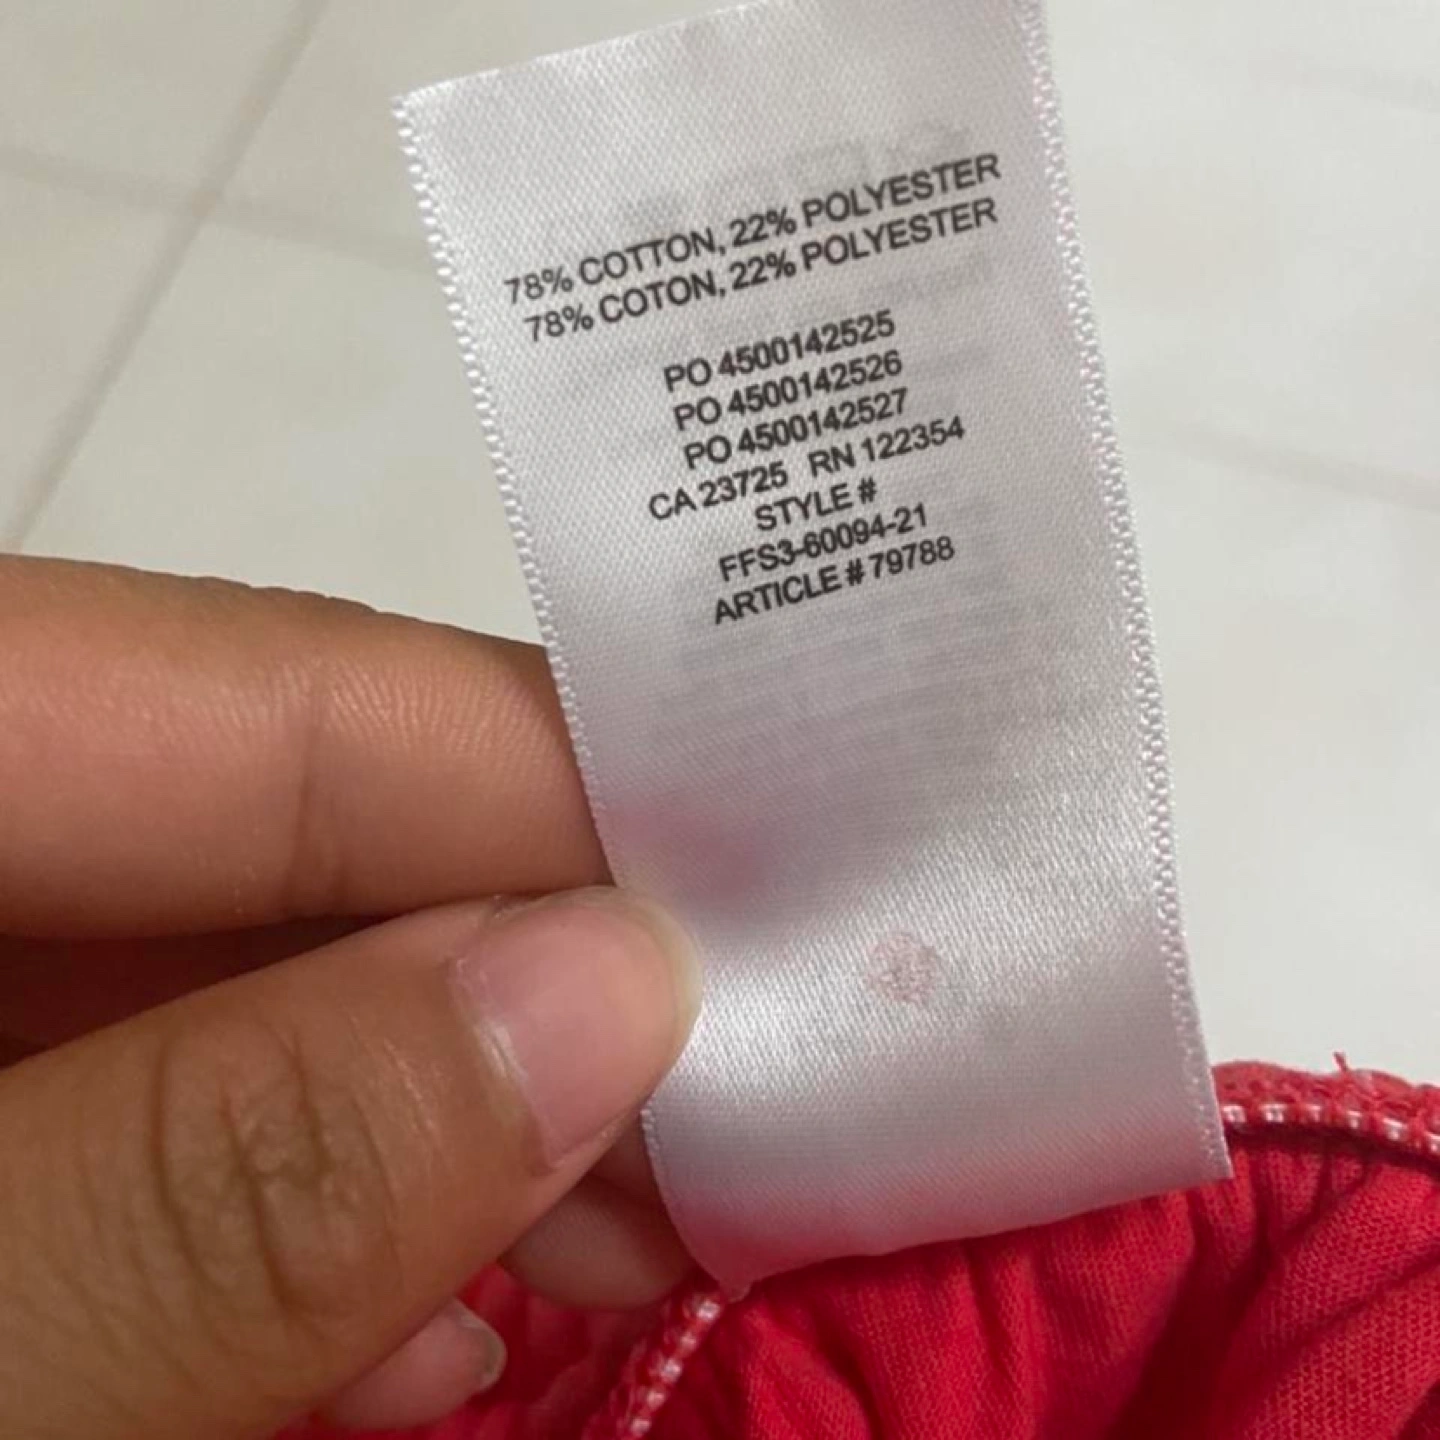 78% COTTON, 22% POLYESTER
78% COTON, 22% POLYESTER
PO 4500142525
PO 4500142526
PO 4500142527
CA 23725 RN 122354
STYLE #
FFS3-60094-21
ARTICLE # 79788